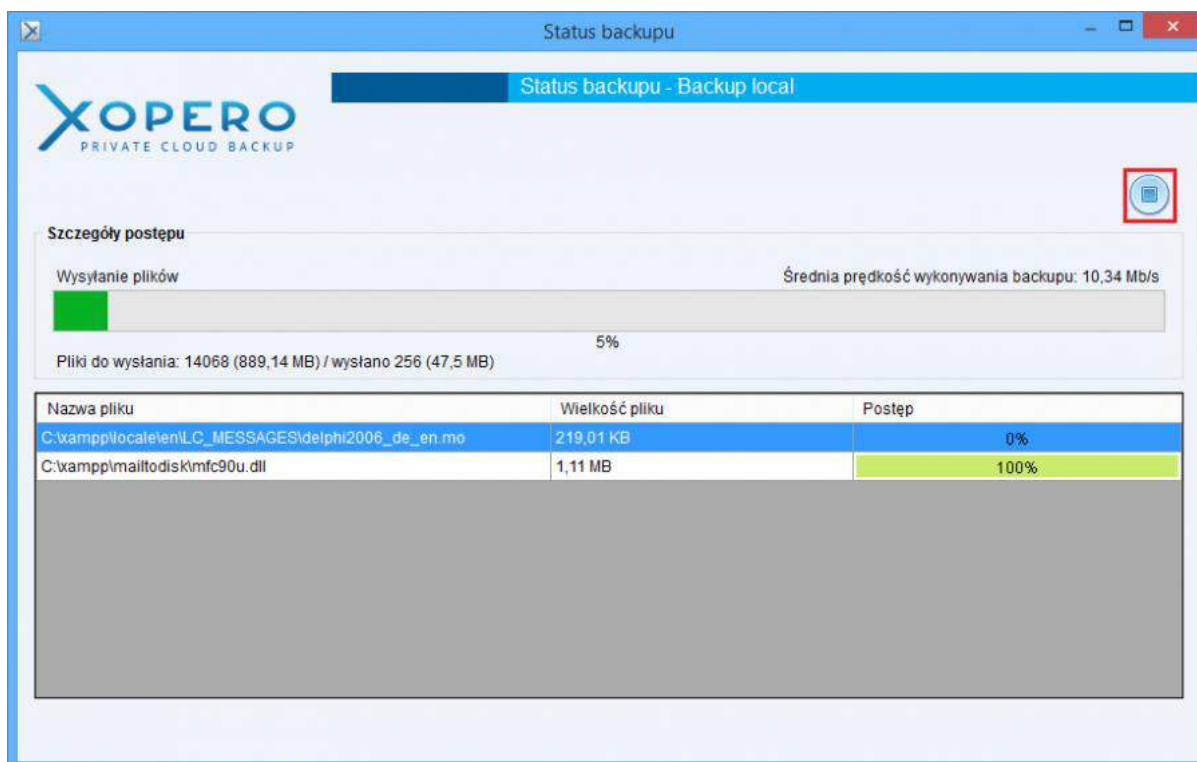 Status backupu
Status backupu - Backup local
XOPERO
PRIVATE CLOUD BACKUP
Szczegóły postępu
Wysyłanie plików
Średnia prędkość wykonywania backupu: 10,34 Mb/s
5%
Pliki do wysłania: 14068 (889,14 MB) / wysłano 256 (47,5 MB)
Nazwa pliku Wielkość pliku Postęp
C:\xampp\locale\en\LC_MESSAGES\delphi2006_de_en.mo 219,01 KB 0%
C:\xampp\mailtodisk\mfc90u.dll 1,11 MB 100%